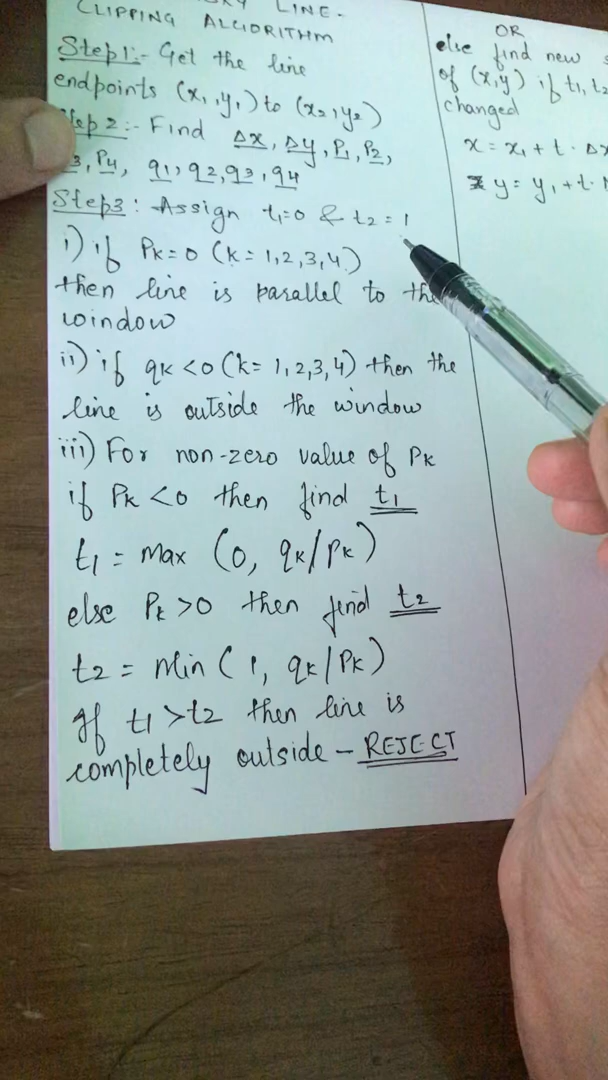 LINE-
CLIPPING ALGORITHM
Step1:- Get the line
endpoints (x1,y1) to (x2,y2)
Step 2:- Find Δx, Δy, P1, P2,
P3, P4, q1, q2, q3, q4
Step3: Assign t1=0 & t2=1
i) if Pk=0 (k=1,2,3,4)
then line is parallel to the
window
ii) if qk<0 (k=1,2,3,4) then the
line is outside the window
iii) For non-zero value of Pk
if Pk<0 then find t1
t1 = max (0, qk/pk)
else Pk>0 then find t2
t2 = Min (1, qk/Pk)
If t1>t2 then line is
completely outside - REJECT
OR
else find new
of (x,y) if t1, t2
changed
x = x1 + t. Δx
y = y1 + t.